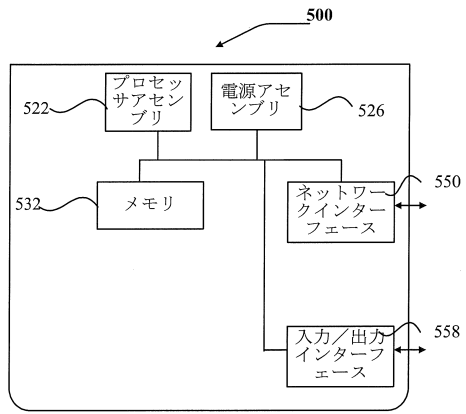 500
プロセッ
サアセン
ブリ
522
電源アセ
ンブリ
526
メモリ
532
ネットワー
クインター
フェース
550
入力／出力
インターフ
ェース
558